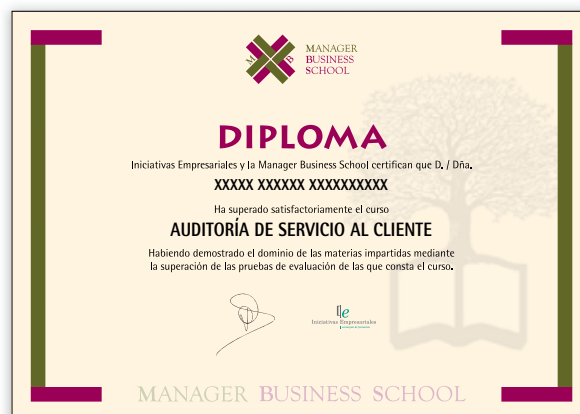 MANAGER
BUSINESS
SCHOOL
M B
DIPLOMA
Iniciativas Empresariales y la Manager Business School certifican que D. / Dña.
XXXXX XXXXXX XXXXXXXXXX
Ha superado satisfactoriamente el curso
AUDITORÍA DE SERVICIO AL CLIENTE
Habiendo demostrado el dominio de las materias impartidas mediante
la superación de las pruebas de evaluación de las que consta el curso.
Iniciativas Empresariales
MANAGER BUSINESS SCHOOL